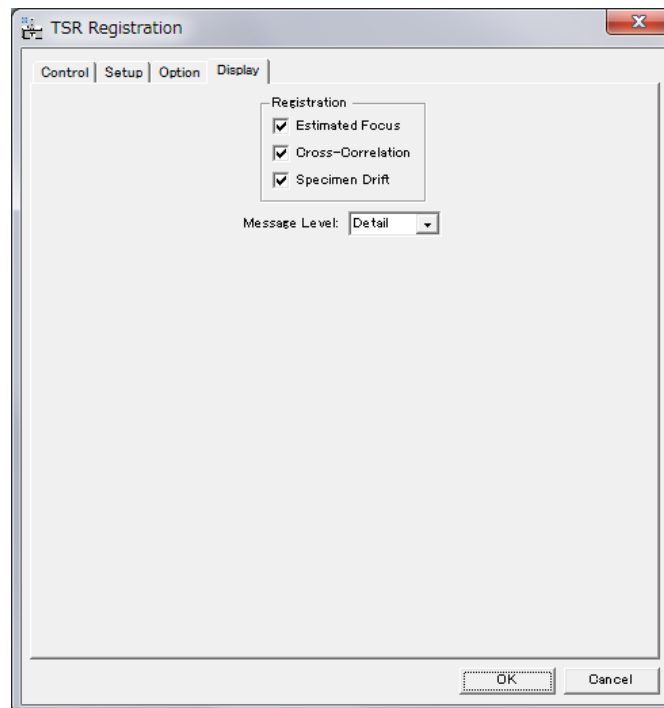 TSR Registration
Control Setup Option Display
Registration
Estimated Focus
Cross-Correlation
Specimen Drift
Message Level: Detail
OK Cancel